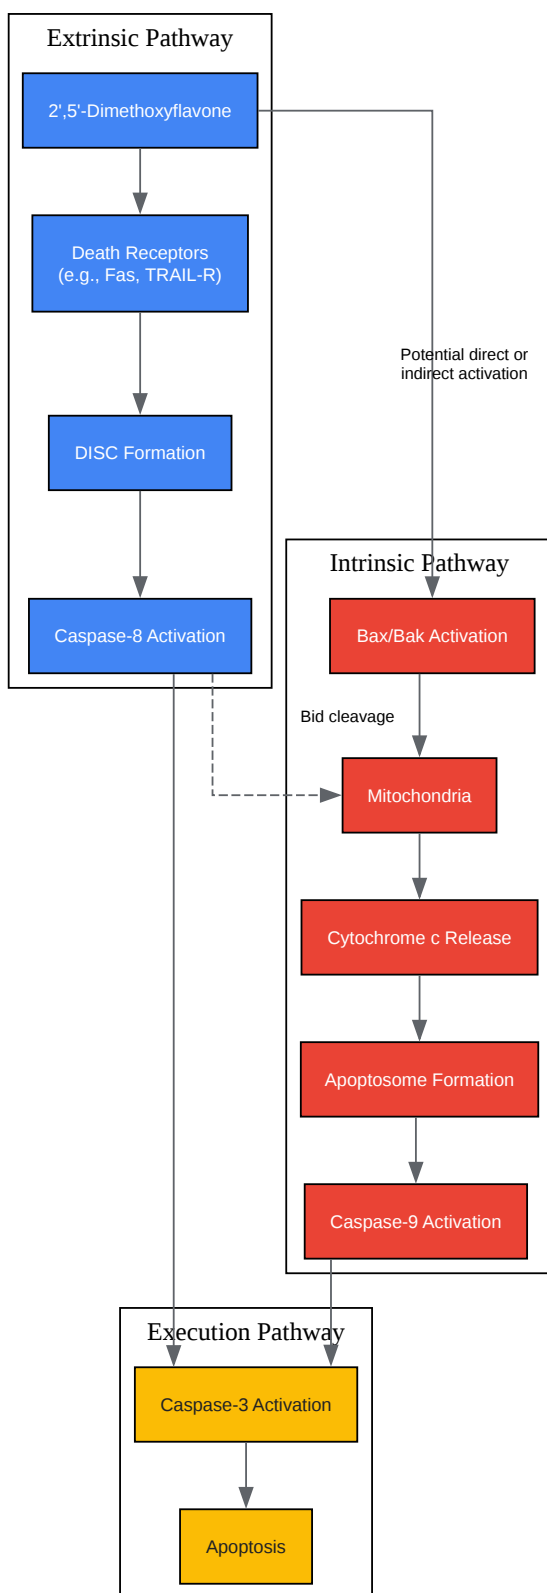 Extrinsic Pathway
2',5'-Dimethoxyflavone
Death Receptors
(e.g., Fas, TRAIL-R)
Potential direct or
indirect activation
DISC Formation
Intrinsic Pathway
Caspase-8 Activation
Bax/Bak Activation
Bid cleavage
Mitochondria
Cytochrome c Release
Apoptosome Formation
Caspase-9 Activation
Execution Pathway
Caspase-3 Activation
Apoptosis